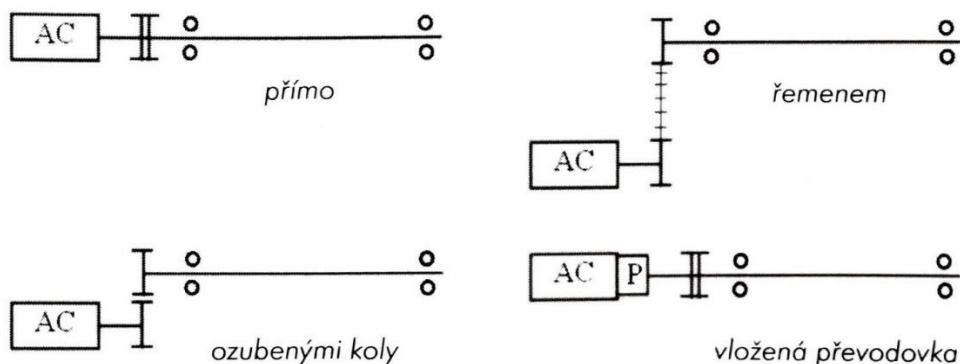 AC
přímo
řemenem
AC
AC
ozubenými koly
AC P
vložená převodovka